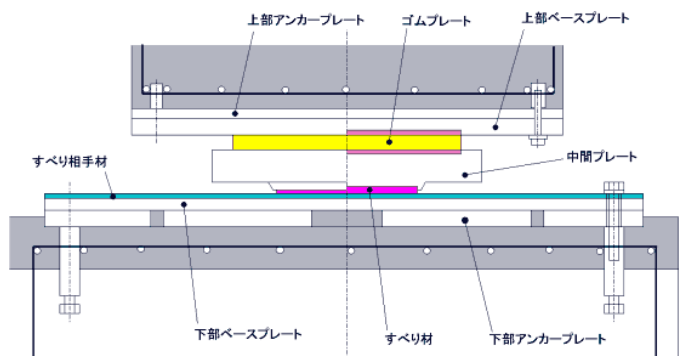 上部アンカープレート
ゴムプレート
上部ベースプレート
すべり相手材
中間プレート
下部ベースプレート
すべり材
下部アンカープレート